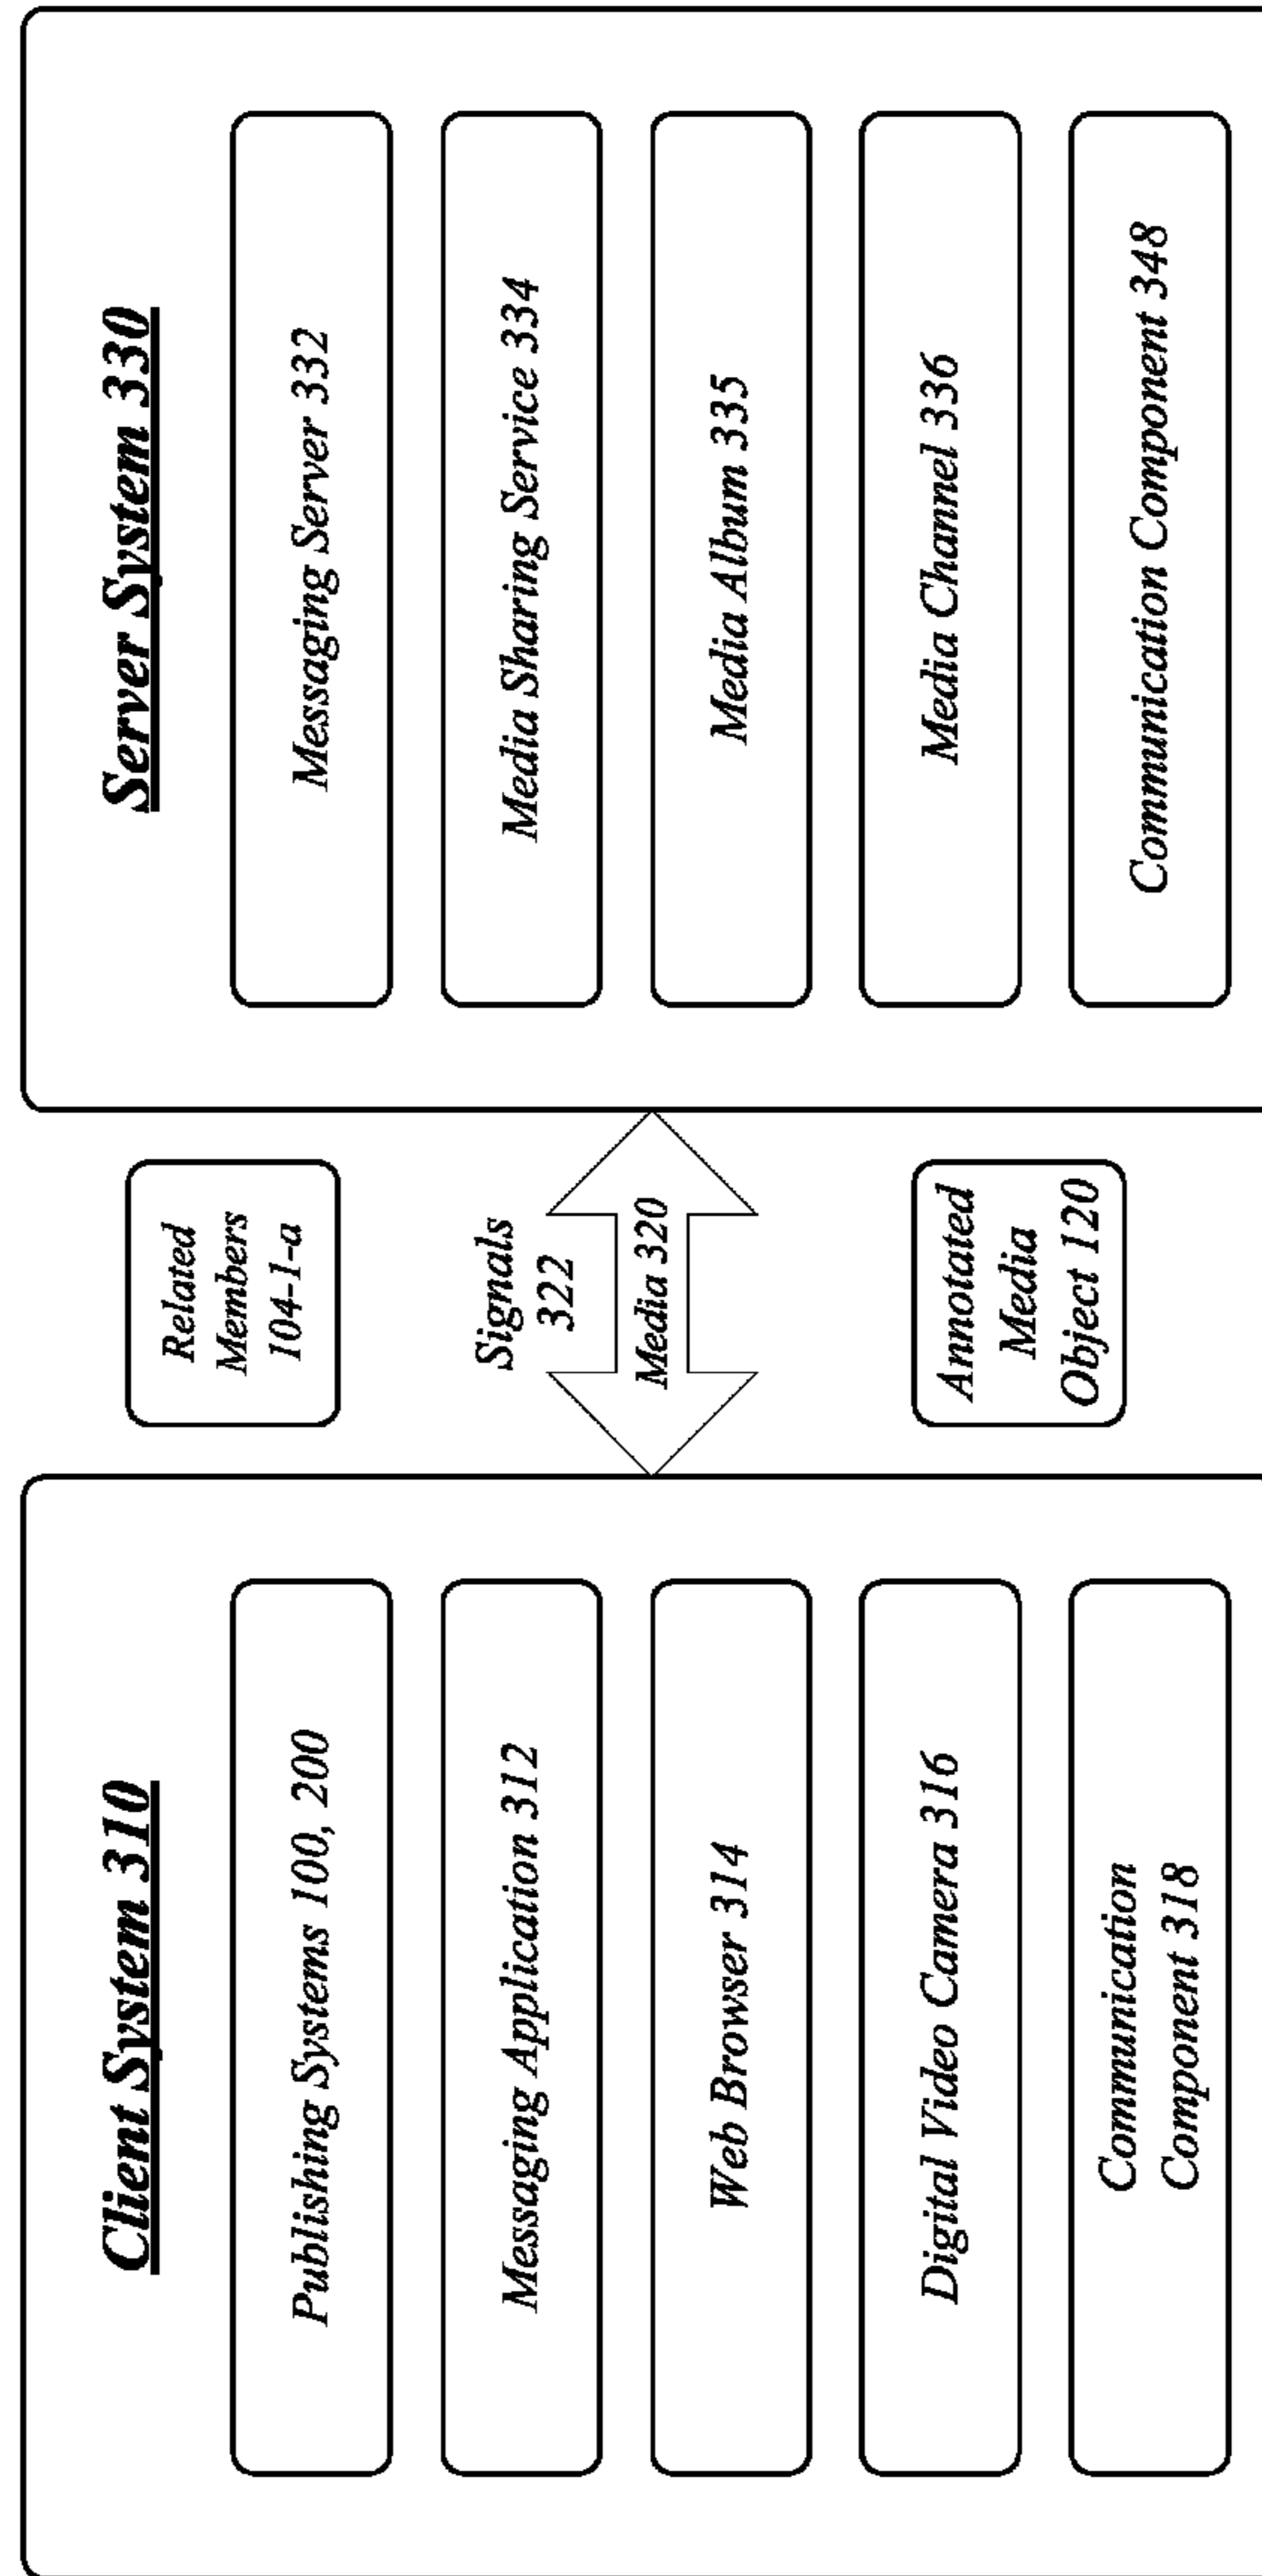 Client System 310
Publishing Systems 100, 200
Messaging Application 312
Web Browser 314
Digital Video Camera 316
Communication
Component 318
Related
Members
104-1-a
Signals
322
Media 320
Annotated
Media
Object 120
Server System 330
Messaging Server 332
Media Sharing Service 334
Media Album 335
Media Channel 336
Communication Component 348